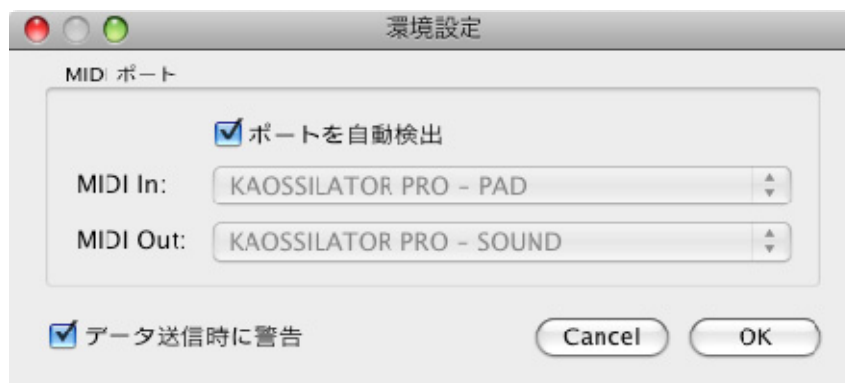 環境設定
MIDI ポート
ポートを自動検出
MIDI In: KAOSSILATOR PRO – PAD
MIDI Out: KAOSSILATOR PRO – SOUND
データ送信時に警告 Cancel OK